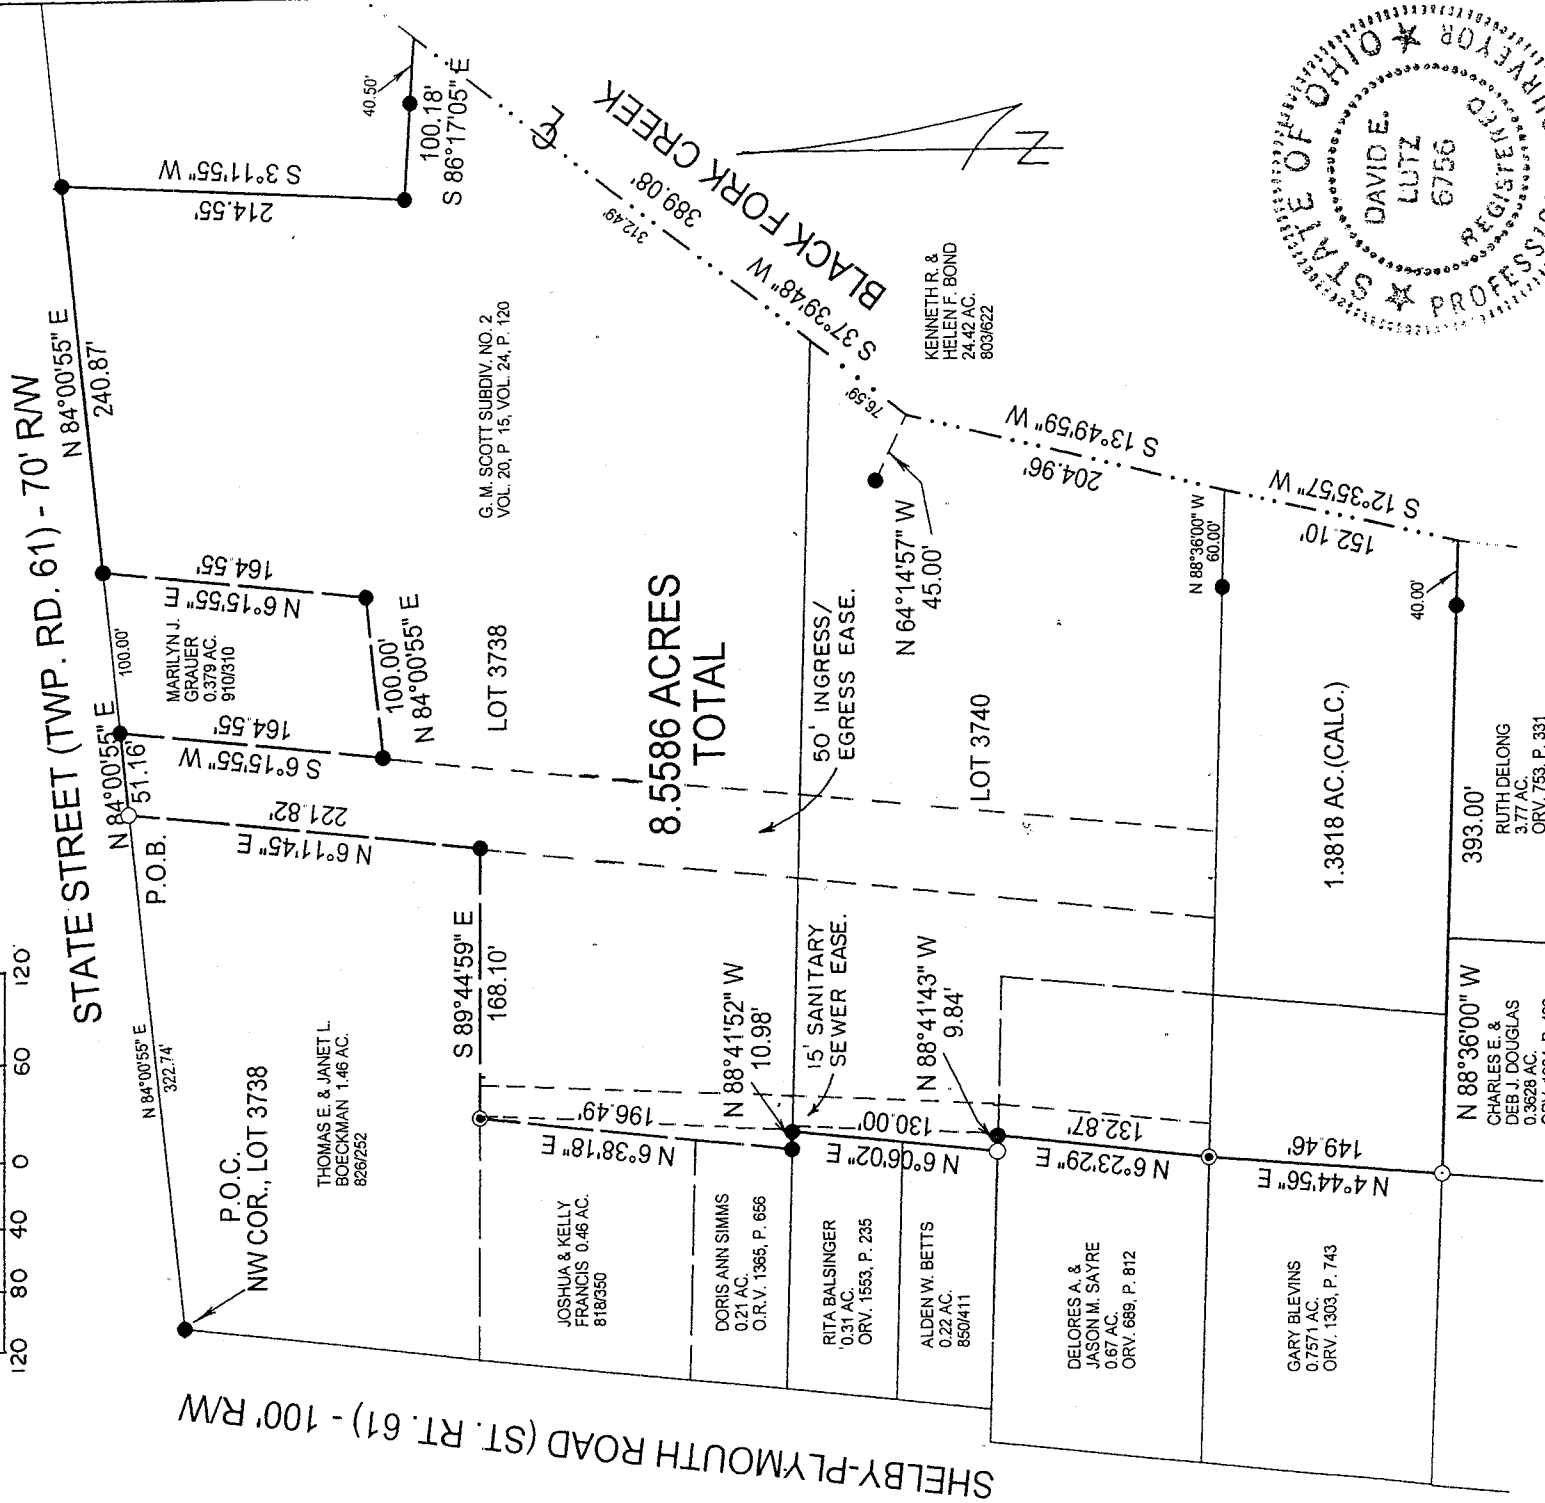 120 80 40 0 60 120
STATE STREET (TWP. RD. 61) - 70' R/W
N 84°00'55" E
322.74'
N 84°00'55" E
51.16'
100.00'
N 84°00'55" E
240.87'
P.O.B.
P.O.C.
NW COR., LOT 3738
THOMAS E. & JANET L.
BOECKMAN 1.46 AC.
826/252
N 6°11'45" E
221.82'
S 6°15'55" W
164.55'
MARILYN J.
GRAUER
0.379 AC.
910/310
N 6°15'55" E
164.55'
100.00'
N 84°00'55" E
S 3°11'55" W
214.55'
40.50'
100.18'
S 86°17'05" E
BLACK FORK CREEK
389.08'
312.49'
S 37°39'48" W
76.59'
G. M. SCOTT SUBDIV. NO. 2
VOL. 20, P. 15, VOL. 24, P. 120
LOT 3738
8.5586 ACRES
TOTAL
KENNETH R. &
HELEN F. BOND
24.42 AC.
803/622
N
STATE OF OHIO
DAVID E.
LUTZ
6756
REGISTERED
S 89°44'59" E
168.10'
50' INGRESS/
EGRESS EASE.
N 64°14'57" W
45.00'
LOT 3740
S 13°49'59" W
204.96'
N 88°36'00" W
60.00'
S 12°35'57" W
152.10'
40.00'
1.3818 AC.(CALC.)
393.00'
RUTH DELONG
3.77 AC.
ORV. 753, P. 331
N 88°41'52" W
10.98'
15' SANITARY
SEWER EASE.
N 88°41'43" W
9.84'
196.49'
N 6°38'18" E
130.00'
N 6°06'02" E
132.87'
N 6°23'29" E
149.46'
N 4°44'56" E
N 88°36'00" W
CHARLES E. &
DEB J. DOUGLAS
0.3628 AC.
JOSHUA & KELLY
FRANCIS 0.46 AC.
818/350
DORIS ANN SIMMS
0.21 AC.
O.R.V. 1365, P. 656
RITA BALSINGER
0.31 AC.
ORV. 1553, P. 235
ALDEN W. BETTS
0.22 AC.
850/411
DELORES A. &
JASON M. SAYRE
0.67 AC.
ORV. 689, P. 812
GARY BLEVINS
0.7571 AC.
ORV. 1303, P. 743
SHELBY-PLYMOUTH ROAD (ST. RT. 61) - 100' R/W